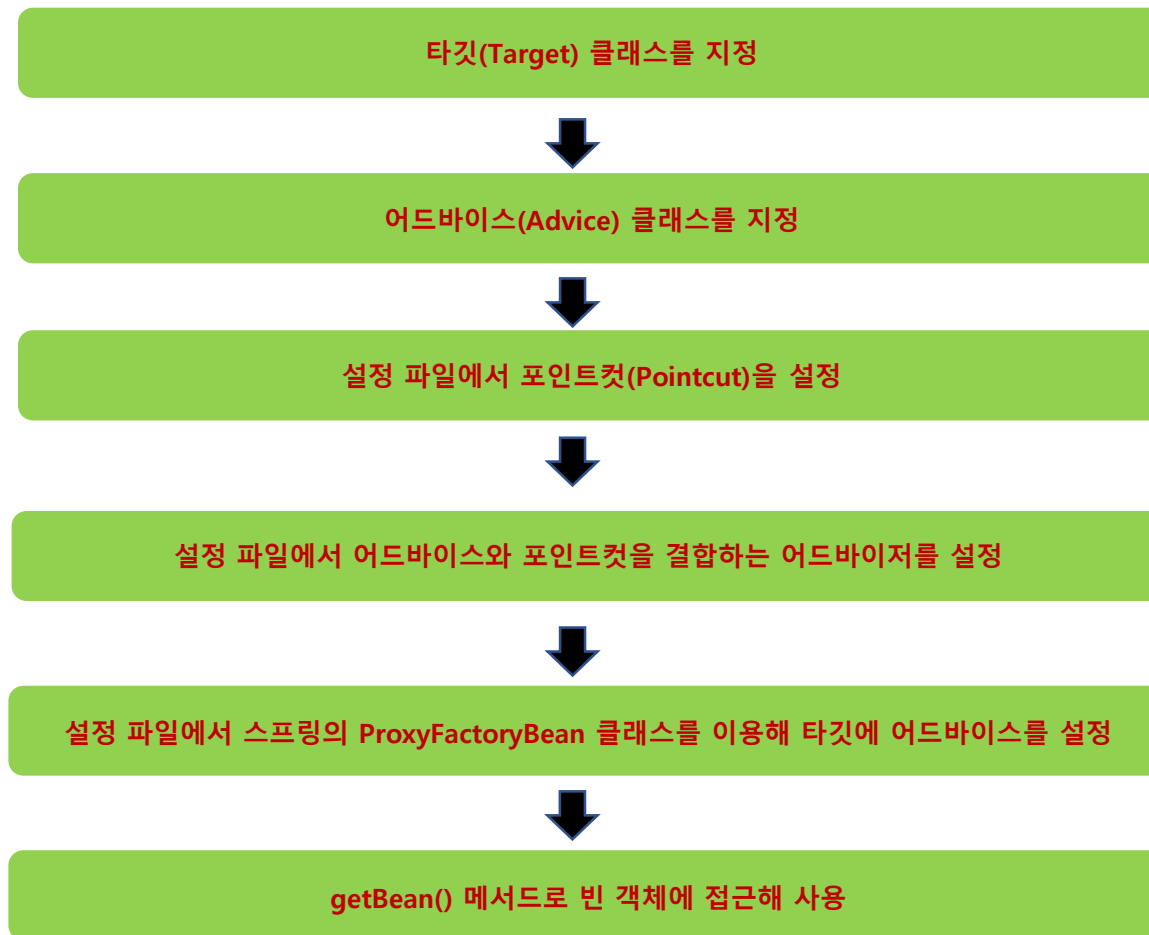 타깃(Target) 클래스를 지정
어드바이스(Advice) 클래스를 지정
설정 파일에서 포인트컷(Pointcut)을 설정
설정 파일에서 어드바이스와 포인트컷을 결합하는 어드바이저를 설정
설정 파일에서 스프링의 ProxyFactoryBean 클래스를 이용해 타깃에 어드바이스를 설정
getBean() 메서드로 빈 객체에 접근해 사용